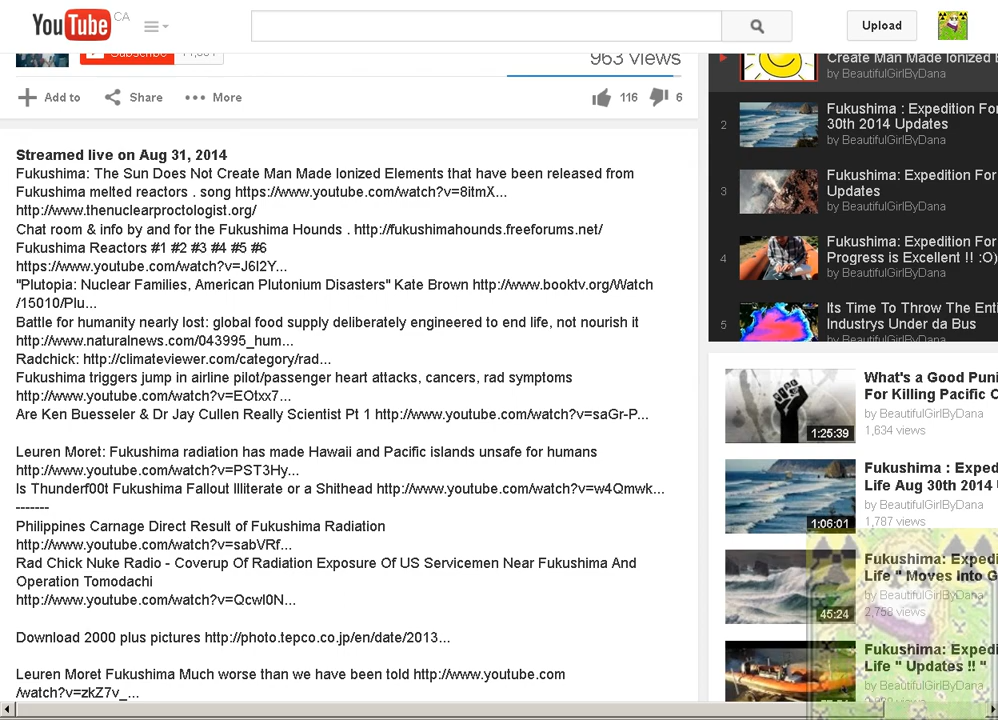 YouTube CA
Upload
Subscribe
963 views
Add to Share More 116 6
Streamed live on Aug 31, 2014
Fukushima: The Sun Does Not Create Man Made Ionized Elements that have been released from
Fukushima melted reactors . song https://www.youtube.com/watch?v=8itmX...
http://www.thenuclearproctologist.org/
Chat room & info by and for the Fukushima Hounds . http://fukushimahounds.freeforums.net/
Fukushima Reactors #1 #2 #3 #4 #5 #6
https://www.youtube.com/watch?v=J6I2Y...
"Plutopia: Nuclear Families, American Plutonium Disasters" Kate Brown http://www.booktv.org/Watch
/15010/Plu...
Battle for humanity nearly lost: global food supply deliberately engineered to end life, not nourish it
http://www.naturalnews.com/043995_hum...
Radchick: http://climateviewer.com/category/rad...
Fukushima triggers jump in airline pilot/passenger heart attacks, cancers, rad symptoms
http://www.youtube.com/watch?v=EOtxx7...
Are Ken Buesseler & Dr Jay Cullen Really Scientist Pt 1 http://www.youtube.com/watch?v=saGr-P...
Leuren Moret: Fukushima radiation has made Hawaii and Pacific islands unsafe for humans
http://www.youtube.com/watch?v=PST3Hy...
Is Thunderf00t Fukushima Fallout Illiterate or a Shithead http://www.youtube.com/watch?v=w4Qmwk...
-------
Philippines Carnage Direct Result of Fukushima Radiation
http://www.youtube.com/watch?v=sabVRf...
Rad Chick Nuke Radio - Coverup Of Radiation Exposure Of US Servicemen Near Fukushima And
Operation Tomodachi
http://www.youtube.com/watch?v=QcwI0N...
Download 2000 plus pictures http://photo.tepco.co.jp/en/date/2013...
Leuren Moret Fukushima Much worse than we have been told http://www.youtube.com
/watch?v=zkZ7v_...
Create Man Made Ionized E
by BeautifulGirlByDana
2
Fukushima : Expedition For
30th 2014 Updates
by BeautifulGirlByDana
3
Fukushima: Expedition For
Updates
by BeautifulGirlByDana
4
Fukushima: Expedition For
Progress is Excellent !! :O)
by BeautifulGirlByDana
5
Its Time To Throw The Enti
Industrys Under da Bus
by BeautifulGirlByDana
1:25:39
What's a Good Puni
For Killing Pacific O
by BeautifulGirlByDana
1,634 views
1:06:01
Fukushima : Exped
Life Aug 30th 2014
by BeautifulGirlByDana
1,787 views
45:24
Fukushima: Expedi
Life " Moves into G
by BeautifulGirlByDana
2,758 views
Fukushima: Expedi
Life " Updates !! "
by BeautifulGirlByDana